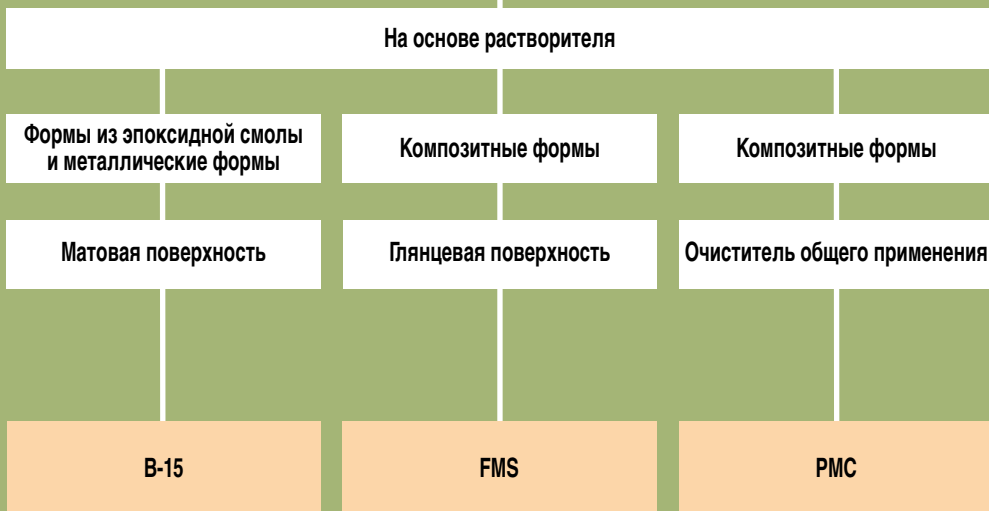 На основе растворителя
Формы из эпоксидной смолы
и металлические формы
Композитные формы
Композитные формы
Матовая поверхность
Глянцевая поверхность
Очиститель общего применения
B-15
FMS
PMC